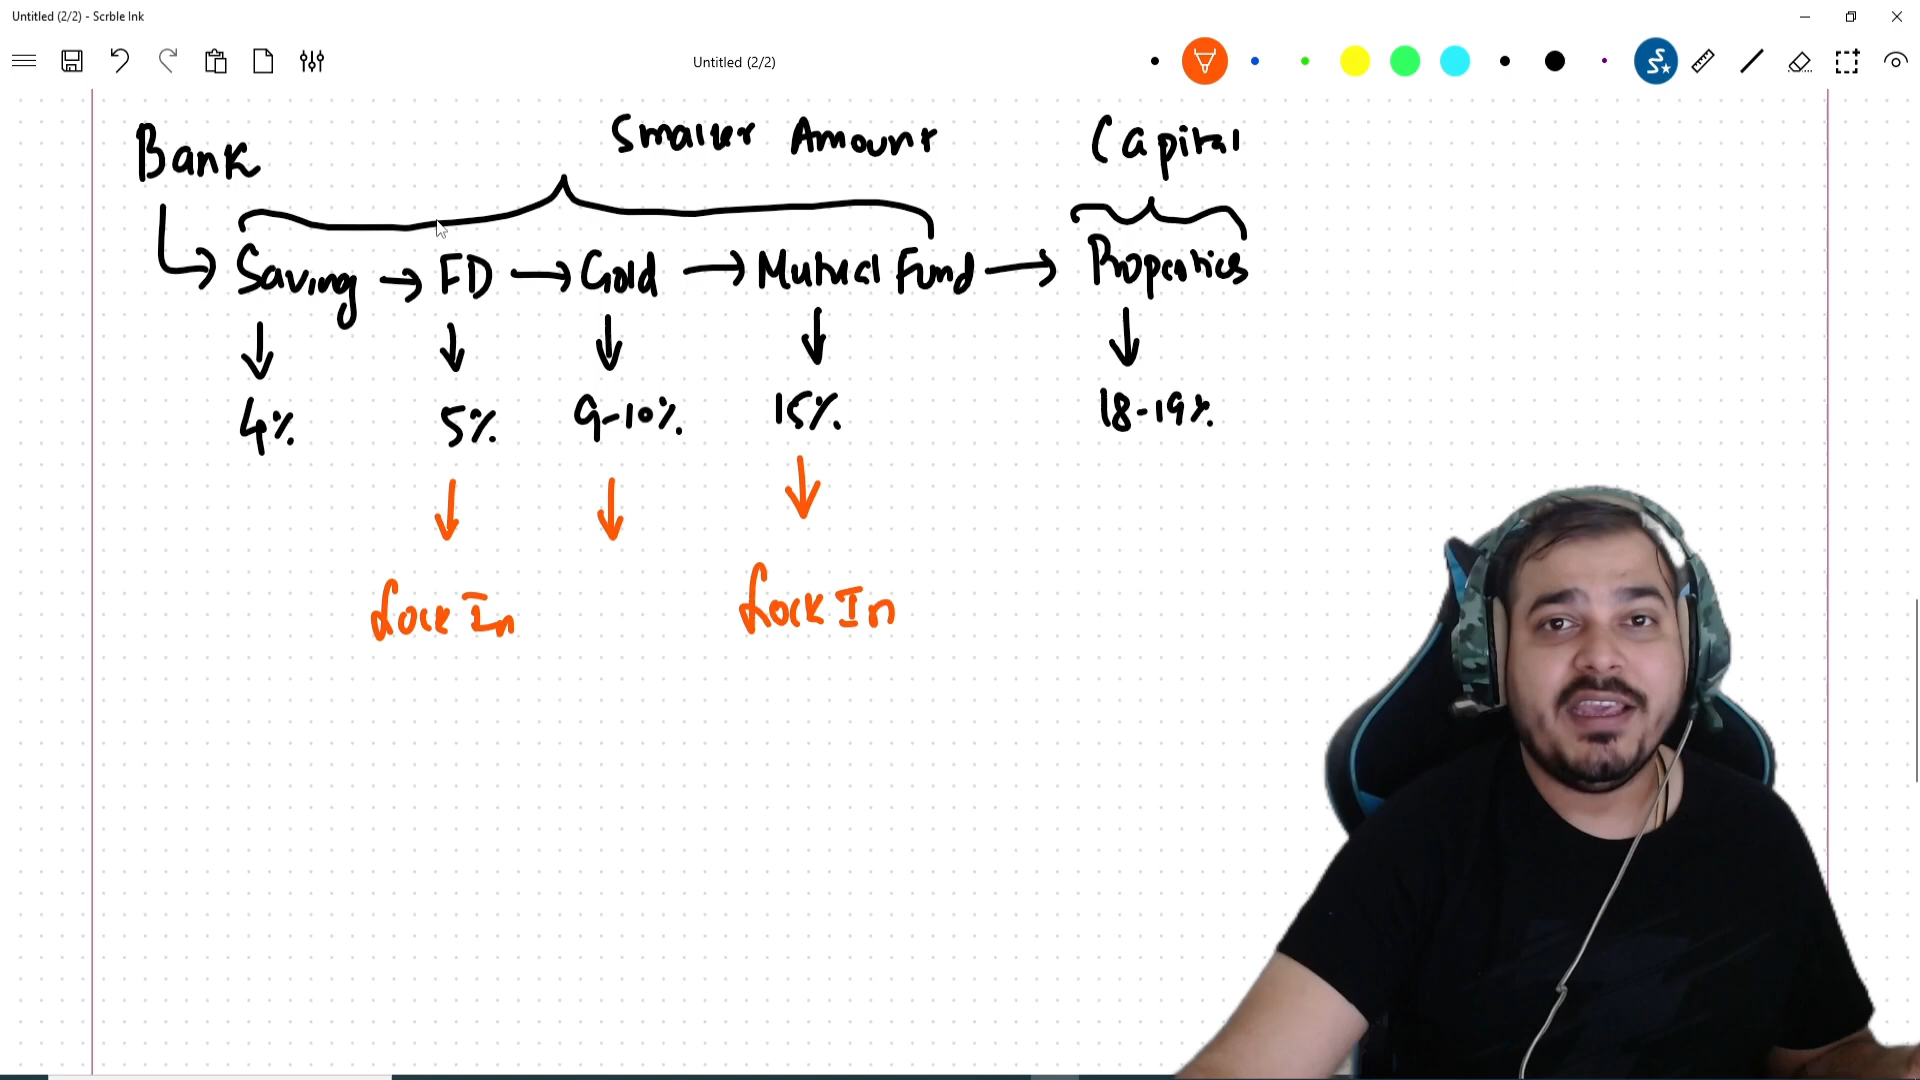 Untitled (2/2) - Scrble Ink
Untitled (2/2)
Bank
Smaller Amount
Capital
Saving → FD → Gold → Mutual Fund → Properties
4% 5% 9-10% 15% 18-19%
Lock In Lock In